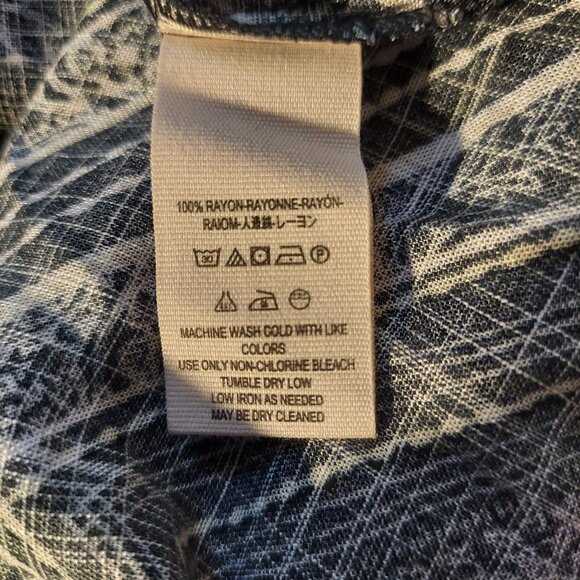 100% RAYON-RAYONNE-RAYÓN-
RAIOM-人造絲-レーヨン
P
MACHINE WASH COLD WITH LIKE
COLORS
USE ONLY NON-CHLORINE BLEACH
TUMBLE DRY LOW
LOW IRON AS NEEDED
MAY BE DRY CLEANED